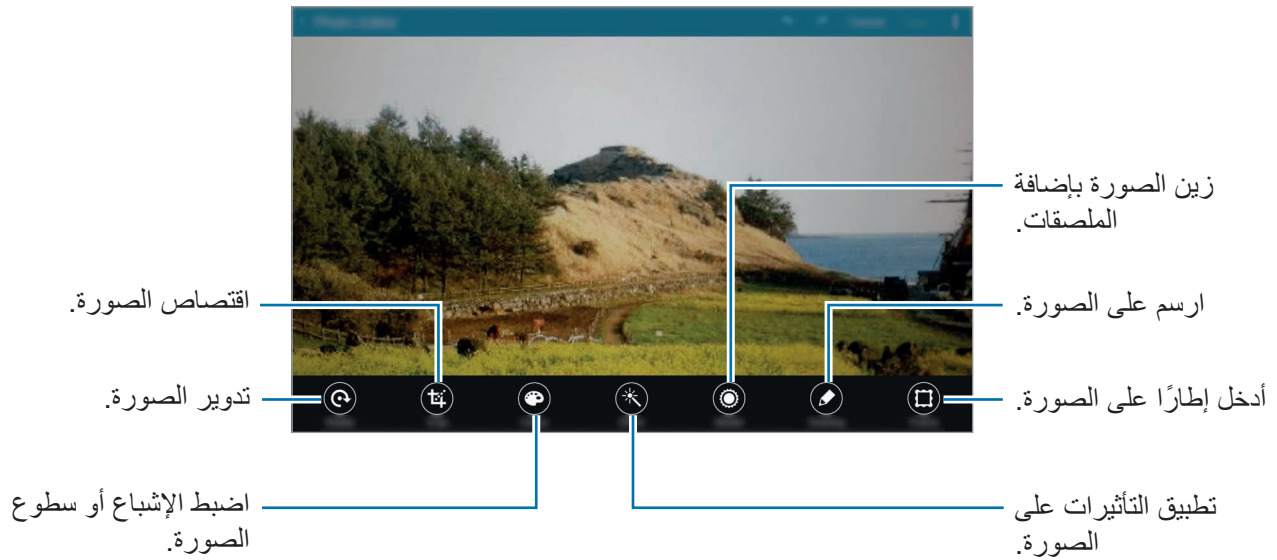 زين الصورة بإضافة
الملصقات.
اقتصاص الصورة.
ارسم على الصورة.
تدوير الصورة.
أدخل إطارًا على الصورة.
اضبط الإشباع أو سطوع
الصورة.
تطبيق التأثيرات على
الصورة.